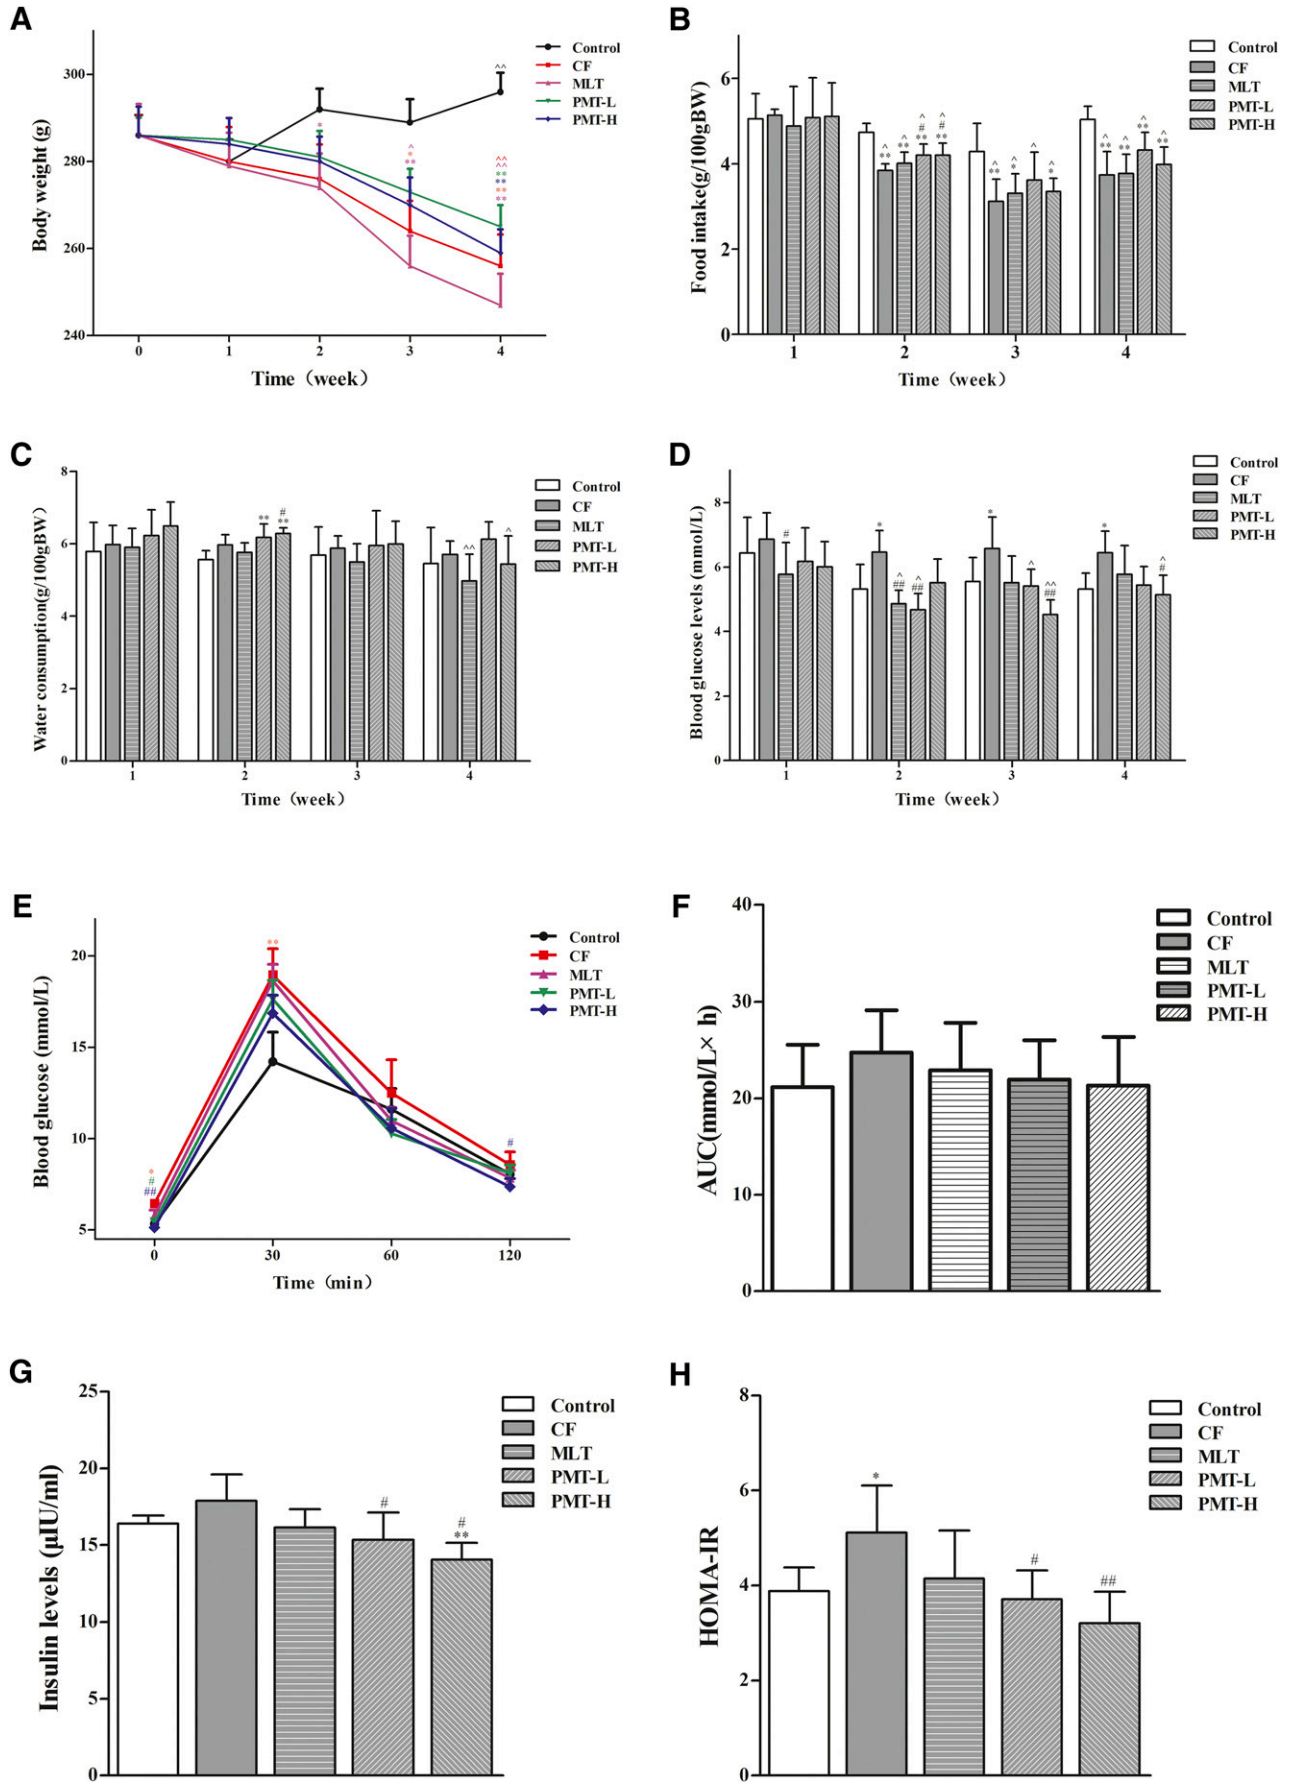 A
Body weight (g)
300
280
260
240
0 1 2 3 4
Time (week)
Control
CF
MLT
PMT-L
PMT-H
*
^
*
**
^^
^^
^^
**
**
**
**
B
Food intake(g/100gBW)
6
4
2
0
1 2 3 4
Time (week)
Control
CF
MLT
PMT-L
PMT-H
^ ^ ^ ^
** ** # #
** **
^ ^ ^ ^
** * *
^ ^ ^ ^
** ** ** **
C
Water consumption(g/100gBW)
8
6
4
2
0
1 2 3 4
Time (week)
Control
CF
MLT
PMT-L
PMT-H
** #
**
^^ ^
D
Blood glucose levels (mmol/L)
8
6
4
2
0
1 2 3 4
Time (week)
Control
CF
MLT
PMT-L
PMT-H
#
* ^ ^
## ##
* ^ ^^
##
* ^
#
E
Blood glucose (mmol/L)
20
15
10
5
0 30 60 120
Time (min)
Control
CF
MLT
PMT-L
PMT-H
*
#
##
**
#
F
AUC(mmol/L× h)
40
30
20
10
0
Control
CF
MLT
PMT-L
PMT-H
G
Insulin levels (μIU/ml)
25
20
15
10
5
0
Control
CF
MLT
PMT-L
PMT-H
#
#
**
H
HOMA-IR
8
6
4
2
0
Control
CF
MLT
PMT-L
PMT-H
*
#
##